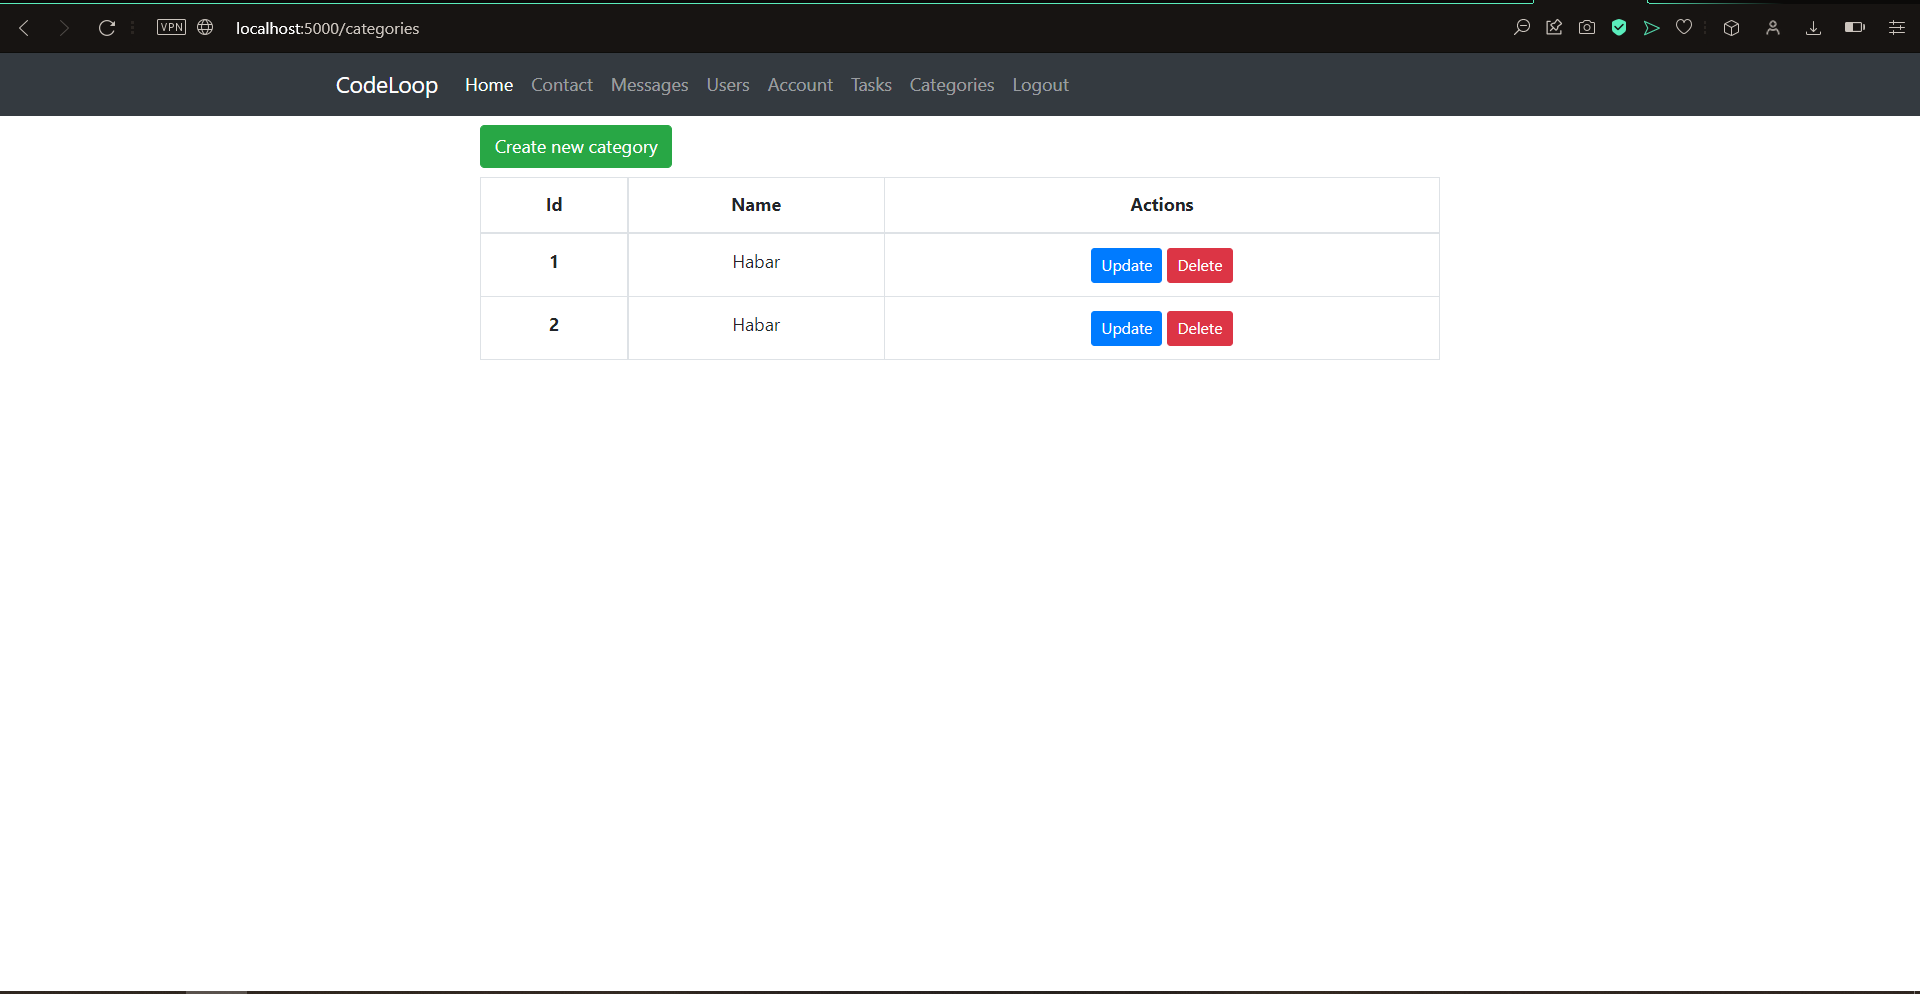 VPN localhost:5000/categories
CodeLoop Home Contact Messages Users Account Tasks Categories Logout
Create new category
Id Name Actions
1 Habar Update Delete
2 Habar Update Delete